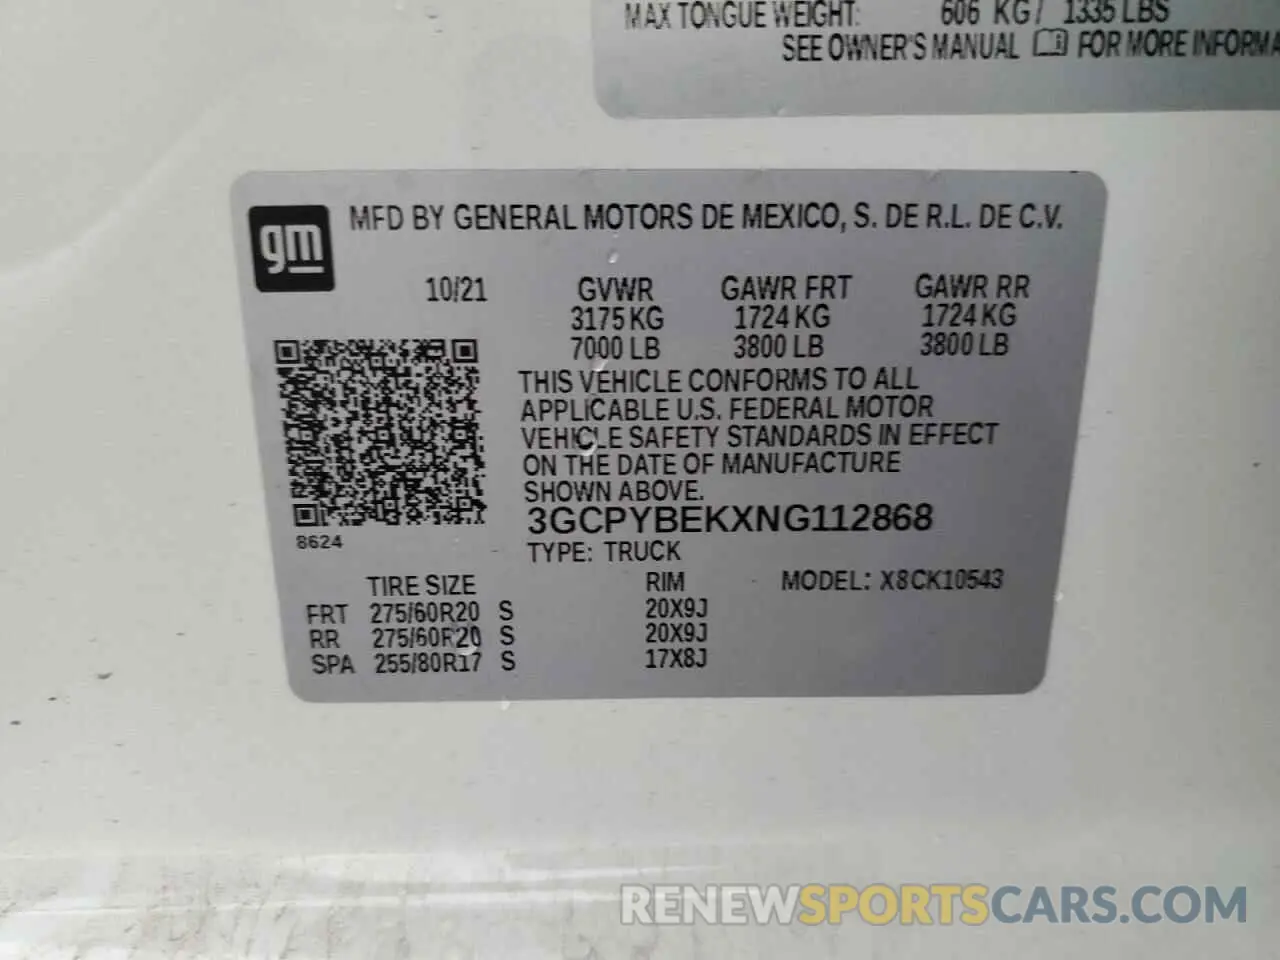 MAX TONGUE WEIGHT: 606 KG / 1335 LBS
SEE OWNER'S MANUAL FOR MORE
gm
MFD BY GENERAL MOTORS DE MEXICO, S. DE R.L. DE C.V.
10/21 GVWR GAWR FRT GAWR RR
3175 KG 1724 KG 1724 KG
7000 LB 3800 LB 3800 LB
THIS VEHICLE CONFORMS TO ALL
APPLICABLE U.S. FEDERAL MOTOR
VEHICLE SAFETY STANDARDS IN EFFECT
ON THE DATE OF MANUFACTURE
SHOWN ABOVE.
3GCPYBEKXNG112868
8624
TYPE: TRUCK
TIRE SIZE RIM MODEL: X8CK10543
FRT 275/60R20 S 20X9J
RR 275/60R20 S 20X9J
SPA 255/80R17 S 17X8J
RENEWSPORTSCARS.COM